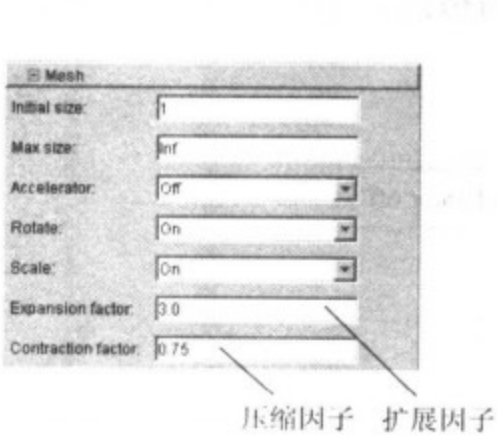 Mesh
Initial size: 1
Max size: Inf
Accelerator: Off
Rotate: On
Scale: On
Expansion factor: 3.0
Contraction factor: 0.75
压缩因子 扩展因子